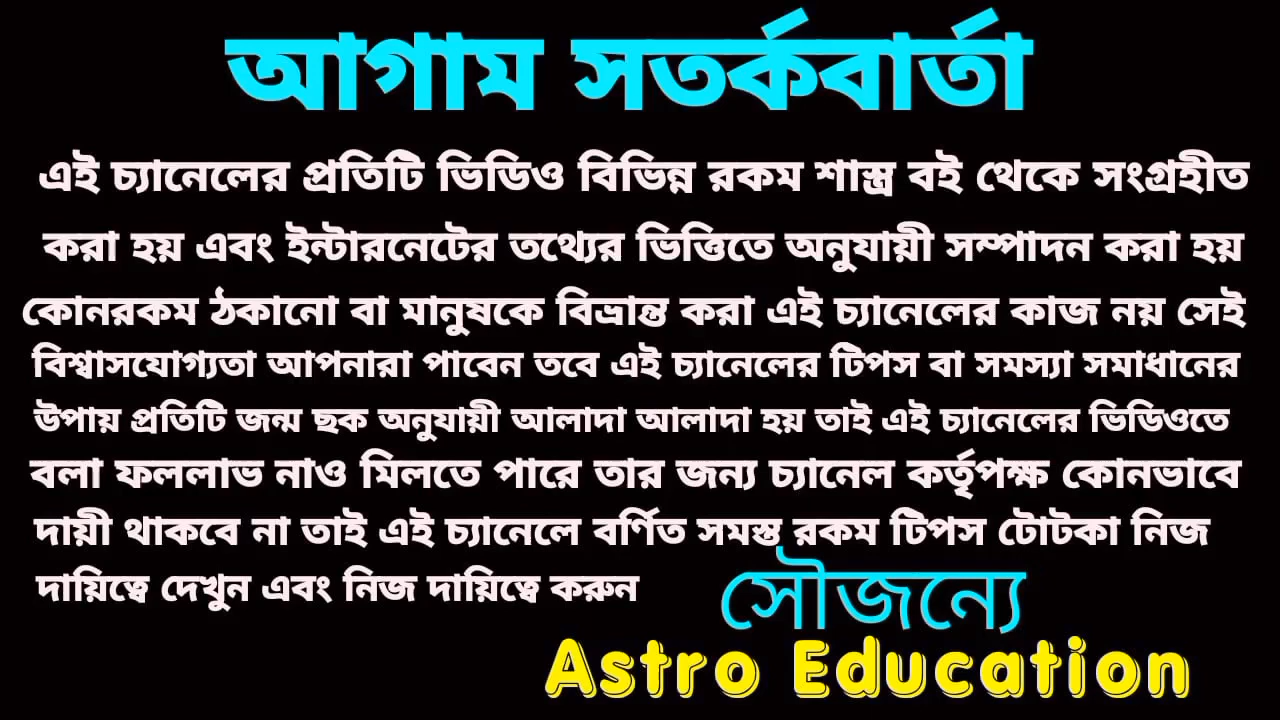 আগাম সতর্কবার্তা
এই চ্যানেলের প্রতিটি ভিডিও বিভিন্ন রকম শাস্ত্র বই থেকে সংগ্রহীত
করা হয় এবং ইন্টারনেটের তথ্যের ভিত্তিতে অনুযায়ী সম্পাদন করা হয়
কোনরকম ঠকানো বা মানুষকে বিভ্রান্ত করা এই চ্যানেলের কাজ নয় সেই
বিশ্বাসযোগ্যতা আপনারা পাবেন তবে এই চ্যানেলের টিপস বা সমস্যা সমাধানের
উপায় প্রতিটি জন্ম ছক অনুযায়ী আলাদা আলাদা হয় তাই এই চ্যানেলের ভিডিওতে
বলা ফললাভ নাও মিলতে পারে তার জন্য চ্যানেল কর্তৃপক্ষ কোনভাবে
দায়ী থাকবে না তাই এই চ্যানেলে বর্ণিত সমস্ত রকম টিপস টোটকা নিজ
দায়িত্বে দেখুন এবং নিজ দায়িত্বে করুন
সৌজন্যে
Astro Education